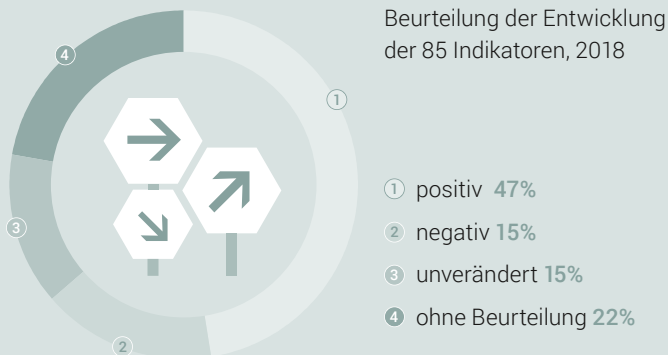 Beurteilung der Entwicklung
der 85 Indikatoren, 2018
4
1
3
2
1 positiv 47%
2 negativ 15%
3 unverändert 15%
4 ohne Beurteilung 22%